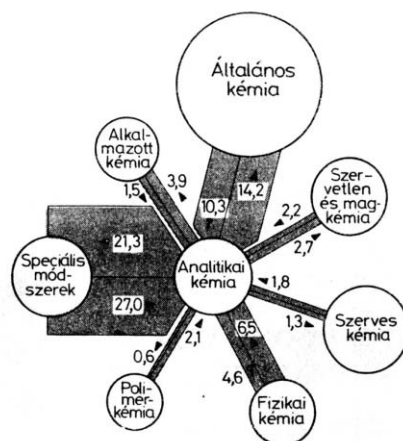 Általános
kémia
Alkal-
mazott
kémia
3,9
1,5
10,3
14,2
Szer-
vetlen
és mag-
kémia
2,2
2,7
21,3
Speciális
mód-
szerek
27,0
Analitikai
kémia
1,8
1,3
Szerves
kémia
0,6
2,1
6,5
4,6
Poli-
mer-
kémia
Fizikai
kémia